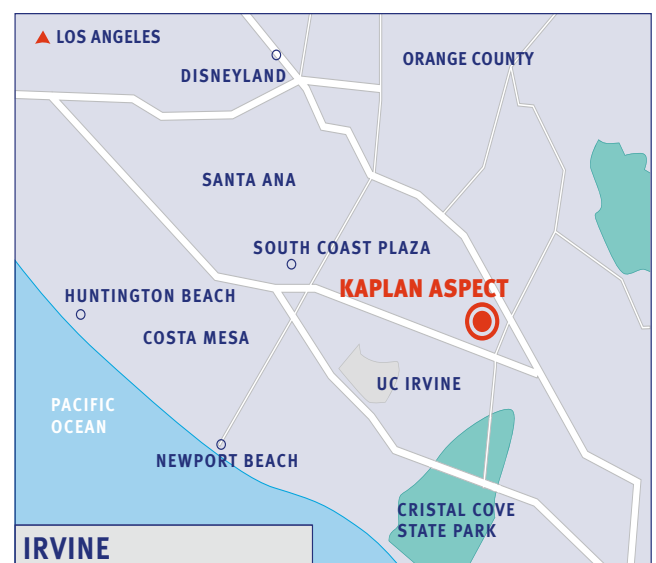 LOS ANGELES
ORANGE COUNTY
DISNEYLAND
SANTA ANA
SOUTH COAST PLAZA
KAPLAN ASPECT
HUNTINGTON BEACH
COSTA MESA
UC IRVINE
PACIFIC
OCEAN
NEWPORT BEACH
CRISTAL COVE
STATE PARK
IRVINE